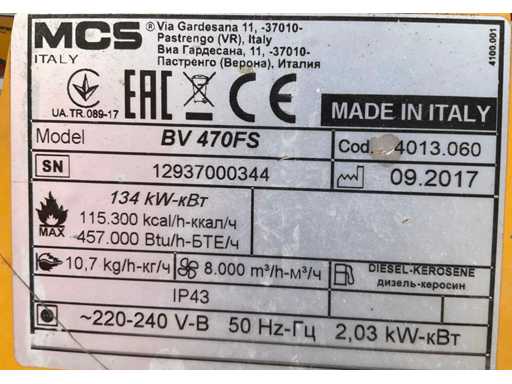 MCS® Via Gardesana 11, -37010-
Pastrengo (VR), Italy
ITALY Виа Гардесана, 11, -37010-
Пастренго (Верона), Италия
4100.001
UA.TR.089-17
EAC CE
MADE IN ITALY
Model BV 470FS Cod. 4013.060
SN 12937000344 09.2017
134 kW-кВт
115.300 kcal/h-ккал/ч
MAX 457.000 Btu/h-БТЕ/ч
10,7 kg/h-кг/ч 8.000 m³/h-м³/ч DIESEL-KEROSENE
дизель-керосин
IP43
~220-240 V-В 50 Hz-Гц 2,03 kW-кВт